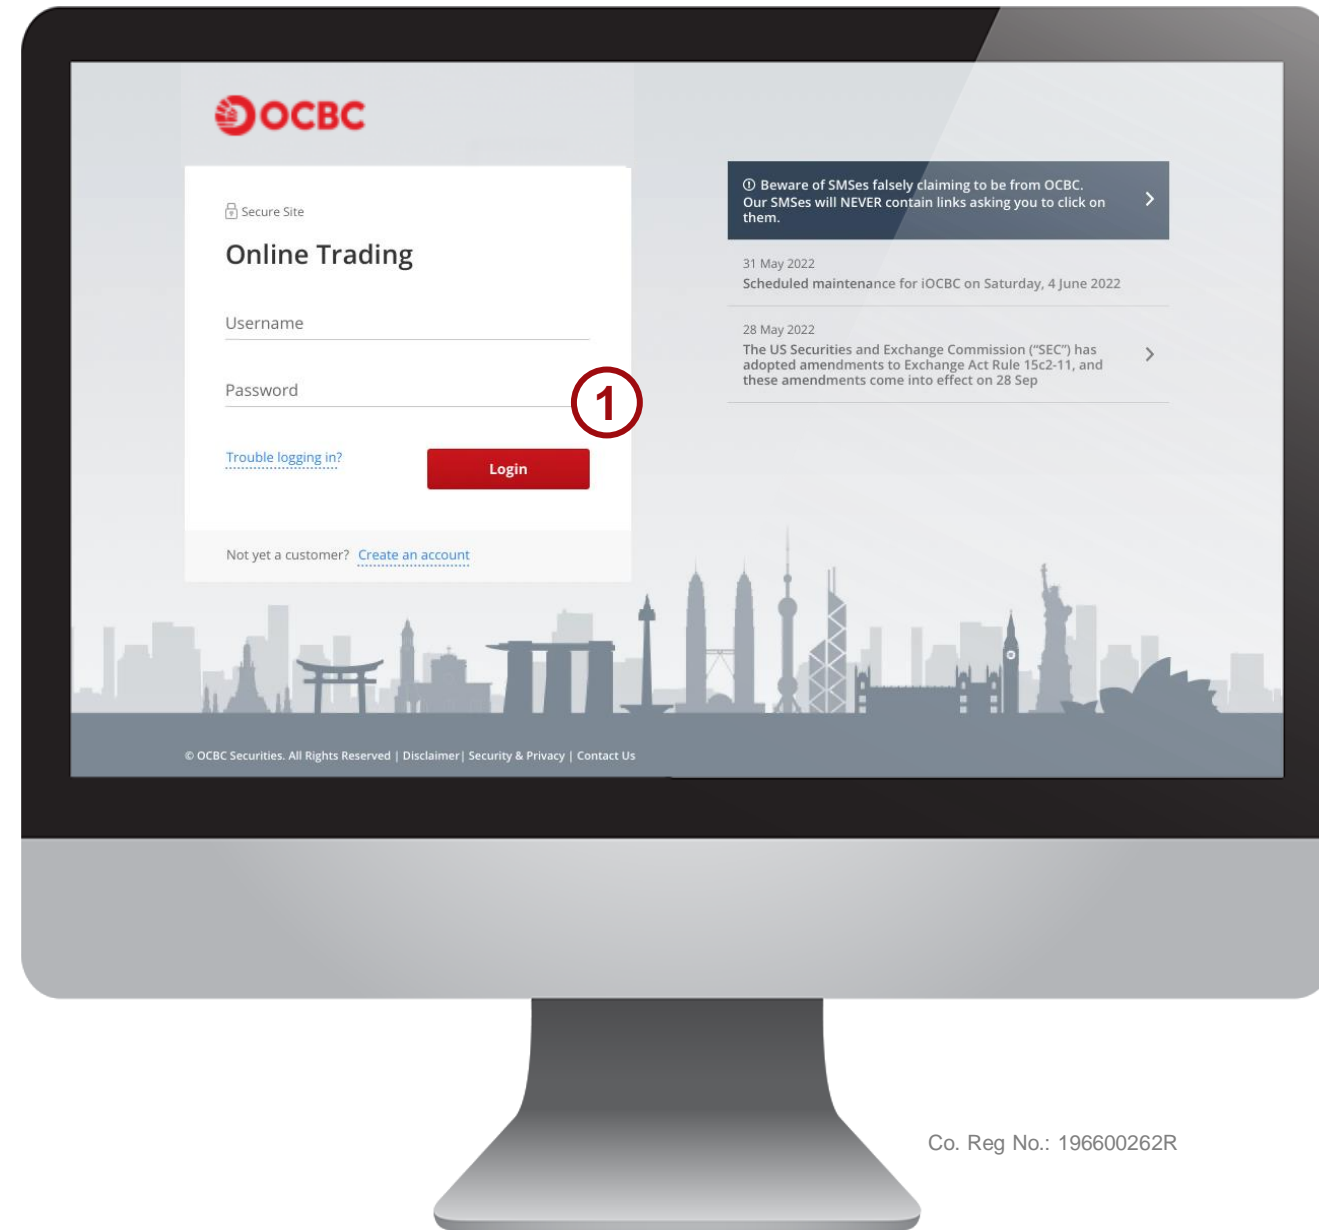 OCBC
Secure Site
Online Trading
Username
Password
1
Trouble logging in?
Login
Not yet a customer? Create an account
Beware of SMSes falsely claiming to be from OCBC.
Our SMSes will NEVER contain links asking you to click on
them.
31 May 2022
Scheduled maintenance for iOCBC on Saturday, 4 June 2022
28 May 2022
The US Securities and Exchange Commission (“SEC”) has
adopted amendments to Exchange Act Rule 15c2-11, and
these amendments come into effect on 28 Sep
© OCBC Securities. All Rights Reserved | Disclaimer| Security & Privacy | Contact Us
Co. Reg No.: 196600262R